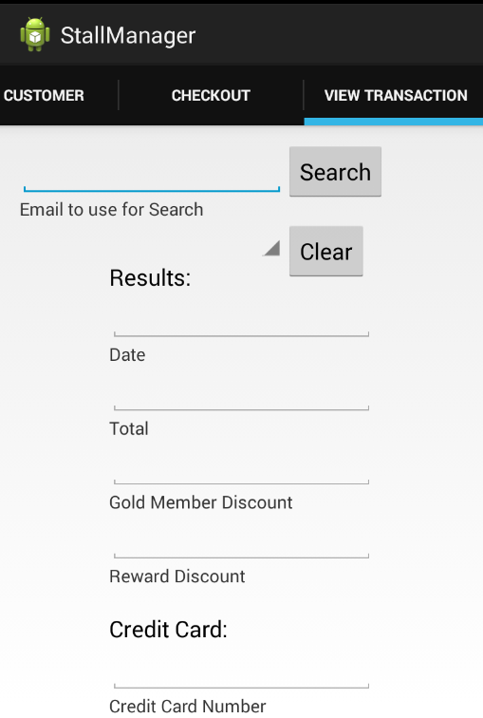 StallManager
CUSTOMER
CHECKOUT
VIEW TRANSACTION
Search
Email to use for Search
Clear
Results:
Date
Total
Gold Member Discount
Reward Discount
Credit Card:
Credit Card Number